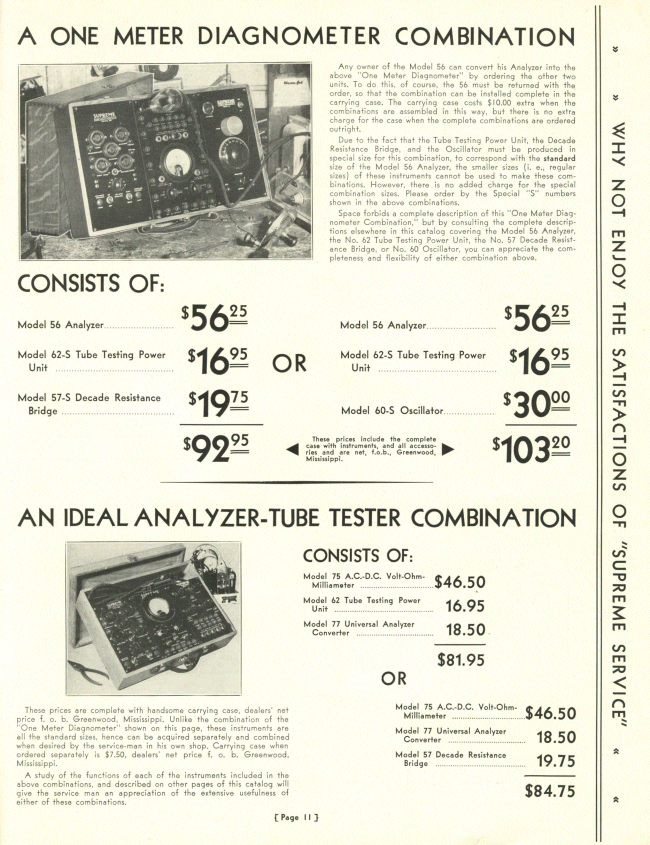 A ONE METER DIAGNOMETER COMBINATION
Any owner of the Model 56 can convert his Analyzer into the
above "One Meter Diagnometer" by ordering the other two
units. To do this, of course, the 56 must be returned with the
order, so that the combination can be installed complete in the
carrying case. The carrying case costs $10.00 extra when the
combinations are assembled in this way, but there is no extra
charge for the case when the complete combinations are ordered
outright.
Due to the fact that the Tube Testing Power Unit, the Decade
Resistance Bridge, and the Oscillator must be produced in
special size for this combination, to correspond with the standard
size of the Model 56 Analyzer, the smaller sizes (i. e., regular
sizes) of these instruments cannot be used to make these com-
binations. However, there is no added charge for the special
combination sizes. Please order by the Special "S" numbers
shown in the above combinations.
Space forbids a complete description of this "One Meter Diag-
nometer Combination," but by consulting the complete descrip-
tions elsewhere in this catalog covering the Model 56 Analyzer,
the No. 62 Tube Testing Power Unit, the No. 57 Decade Resist-
ance Bridge, or No. 60 Oscillator, you can appreciate the com-
pleteness and flexibility of either combination above.
CONSISTS OF:
Model 56 Analyzer........................ $56 25
Model 62-S Tube Testing Power
Unit .................................... $16 95
Model 57-S Decade Resistance
Bridge .................................. $19 75
$92 95
OR
Model 56 Analyzer........................ $56 25
Model 62-S Tube Testing Power
Unit .................................... $16 95
Model 60-S Oscillator.................. $30 00
$103 20
These prices include the complete
case with instruments, and all accesso-
ries and are net, f.o.b., Greenwood,
Mississippi.
AN IDEAL ANALYZER-TUBE TESTER COMBINATION
CONSISTS OF:
Model 75 A.C.-D.C. Volt-Ohm-
Milliameter ..................... $46.50
Model 62 Tube Testing Power
Unit .............................. 16.95
Model 77 Universal Analyzer
Converter ....................... 18.50
$81.95
OR
Model 75 A.C.-D.C. Volt-Ohm-
Milliameter ..................... $46.50
Model 77 Universal Analyzer
Converter ....................... 18.50
Model 57 Decade Resistance
Bridge ........................... 19.75
$84.75
These prices are complete with handsome carrying case, dealers' net
price f. o. b. Greenwood, Mississippi. Unlike the combination of the
"One Meter Diagnometer" shown on this page, these instruments are
all the standard sizes, hence can be acquired separately and combined
when desired by the service-man in his own shop. Carrying case when
ordered separately is $7.50, dealers' net price f. o. b. Greenwood,
Mississippi.
A study of the functions of each of the instruments included in the
above combinations, and described on other pages of this catalog will
give the service man an appreciation of the extensive usefulness of
either of these combinations.
[Page 11]
» » WHY NOT ENJOY THE SATISFACTIONS OF "SUPREME SERVICE" « «